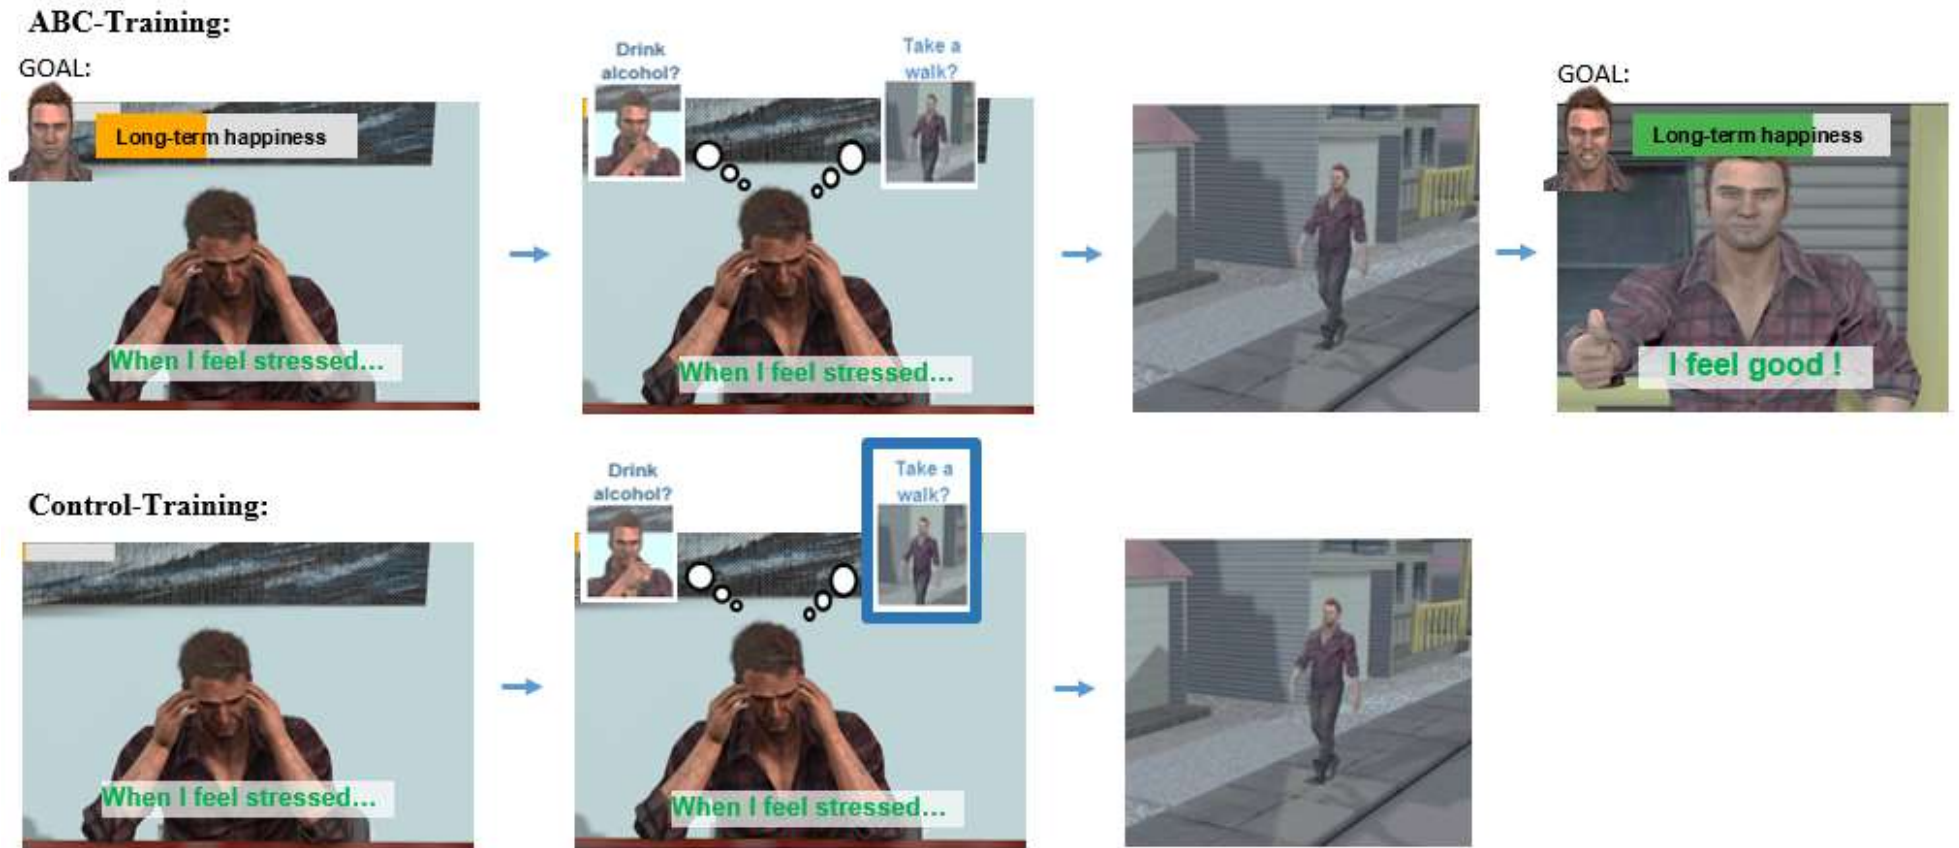 ABC-Training:
GOAL:
Long-term happiness
When I feel stressed...
Drink
alcohol?
Take a
walk?
When I feel stressed...
GOAL:
Long-term happiness
I feel good !
Control-Training:
When I feel stressed...
Drink
alcohol?
Take a
walk?
When I feel stressed...